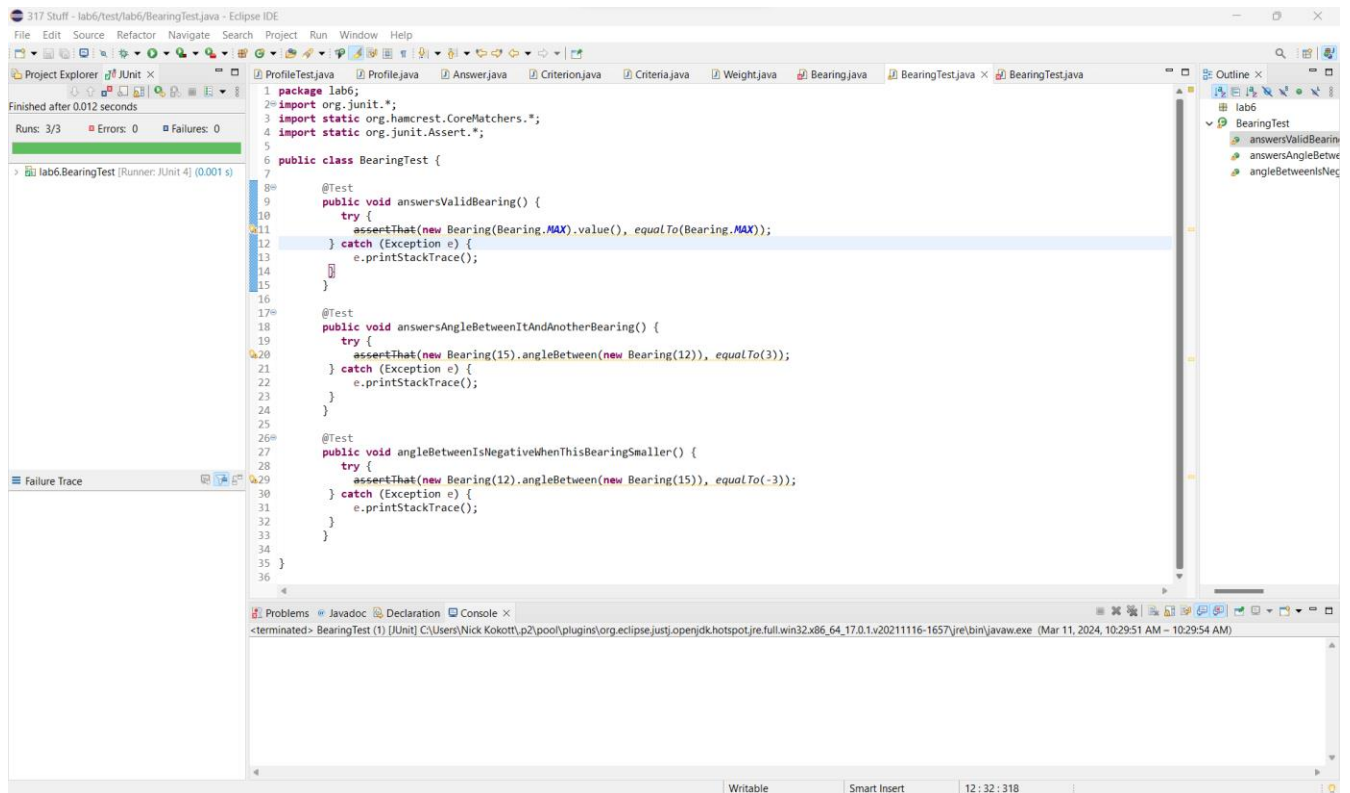 317 Stuff - lab6/test/lab6/BearingTest.java - Eclipse IDE
File Edit Source Refactor Navigate Search Project Run Window Help
Project Explorer JUnit
Finished after 0.012 seconds
Runs: 3/3 Errors: 0 Failures: 0
lab6.BearingTest [Runner: JUnit 4] (0.001 s)
Failure Trace
ProfileTest.java Profile.java Answer.java Criterion.java Criteria.java Weight.java Bearing.java BearingTest.java BearingTest.java
1 package lab6;
2 import org.junit.*;
3 import static org.hamcrest.CoreMatchers.*;
4 import static org.junit.Assert.*;
5
6 public class BearingTest {
7
8 @Test
9 public void answersValidBearing() {
10 try {
11 assertThat(new Bearing(Bearing.MAX).value(), equalTo(Bearing.MAX));
12 } catch (Exception e) {
13 e.printStackTrace();
14 }
15 }
16
17 @Test
18 public void answersAngleBetweenItAndAnotherBearing() {
19 try {
20 assertThat(new Bearing(15).angleBetween(new Bearing(12)), equalTo(3));
21 } catch (Exception e) {
22 e.printStackTrace();
23 }
24 }
25
26 @Test
27 public void angleBetweenIsNegativeWhenThisBearingSmaller() {
28 try {
29 assertThat(new Bearing(12).angleBetween(new Bearing(15)), equalTo(-3));
30 } catch (Exception e) {
31 e.printStackTrace();
32 }
33 }
34
35 }
36
Outline
lab6
BearingTest
answersValidBearin
answersAngleBetwe
angleBetweenIsNeg
Problems Javadoc Declaration Console
<terminated> BearingTest (1) [JUnit] C:\Users\Nick Kokott\.p2\pool\plugins\org.eclipse.justj.openjdk.hotspot.jre.full.win32.x86_64_17.0.1.v20211116-1657\jre\bin\javaw.exe (Mar 11, 2024, 10:29:51 AM – 10:29:54 AM)
Writable Smart Insert 12 : 32 : 318